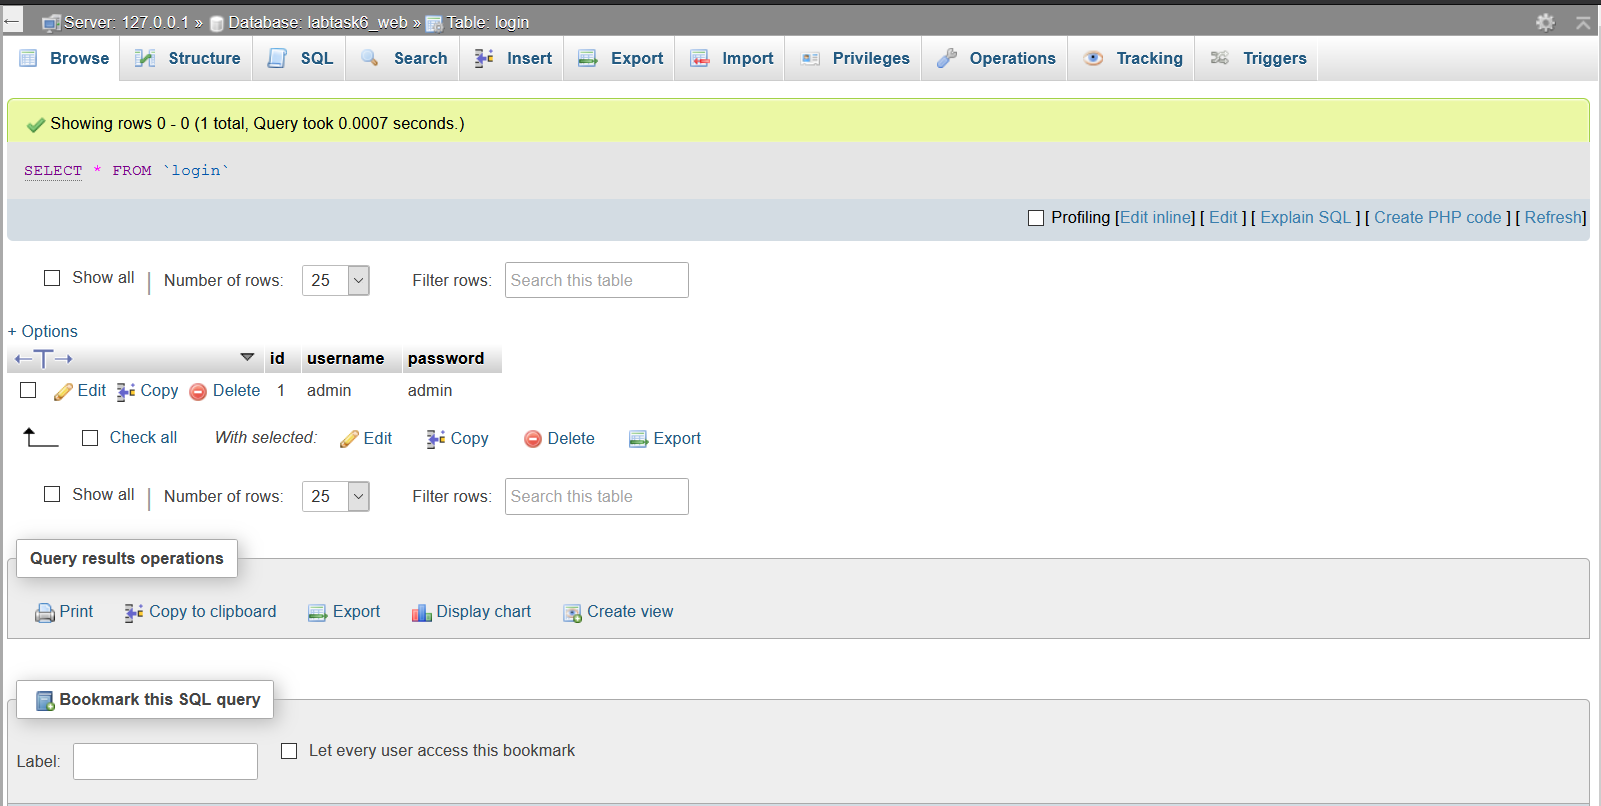 Server: 127.0.0.1 » Database: labtask6_web » Table: login
Browse Structure SQL Search Insert Export Import Privileges Operations Tracking Triggers
Showing rows 0 - 0 (1 total, Query took 0.0007 seconds.)
SELECT * FROM `login`
Profiling [Edit inline] [ Edit ] [ Explain SQL ] [ Create PHP code ] [ Refresh]
Show all | Number of rows: 25 Filter rows: Search this table
+ Options
←T→ id username password
Edit Copy Delete 1 admin admin
Check all With selected: Edit Copy Delete Export
Show all | Number of rows: 25 Filter rows: Search this table
Query results operations
Print Copy to clipboard Export Display chart Create view
Bookmark this SQL query
Label: Let every user access this bookmark